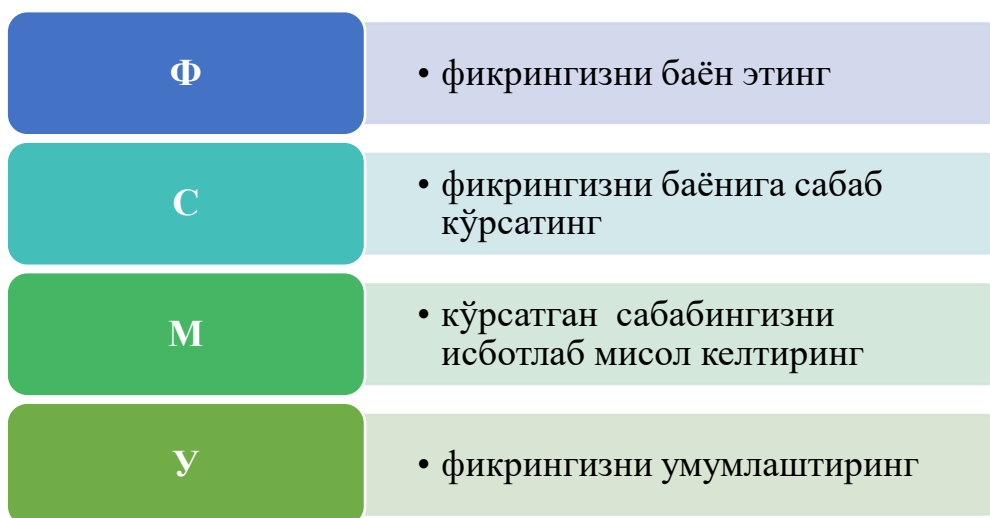 Ф
• фикрингизни баён этинг
С
• фикрингизни баёнига сабаб
кўрсатинг
М
• кўрсатган сабабингизни
исботлаб мисол келтиринг
У
• фикрингизни умумлаштиринг